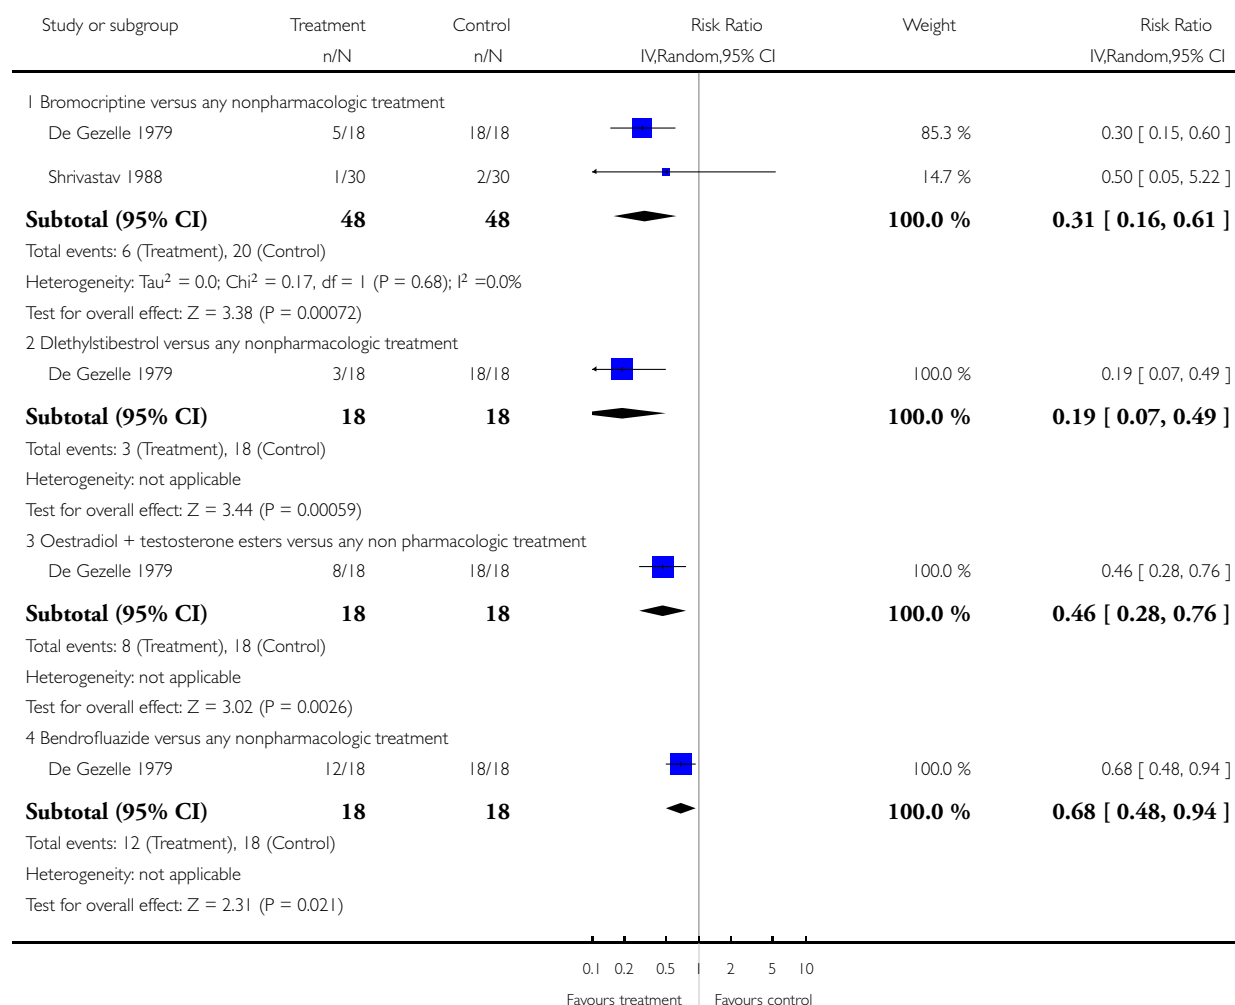 Study or subgroup Treatment Control Risk Ratio Weight Risk Ratio
n/N n/N IV,Random,95% CI IV,Random,95% CI
1 Bromocriptine versus any nonpharmacologic treatment
De Gezelle 1979 5/18 18/18 85.3 % 0.30 [ 0.15, 0.60 ]
Shrivastav 1988 1/30 2/30 14.7 % 0.50 [ 0.05, 5.22 ]
Subtotal (95% CI) 48 48 100.0 % 0.31 [ 0.16, 0.61 ]
Total events: 6 (Treatment), 20 (Control)
Heterogeneity: Tau² = 0.0; Chi² = 0.17, df = 1 (P = 0.68); I² =0.0%
Test for overall effect: Z = 3.38 (P = 0.00072)
2 DIethylstibestrol versus any nonpharmacologic treatment
De Gezelle 1979 3/18 18/18 100.0 % 0.19 [ 0.07, 0.49 ]
Subtotal (95% CI) 18 18 100.0 % 0.19 [ 0.07, 0.49 ]
Total events: 3 (Treatment), 18 (Control)
Heterogeneity: not applicable
Test for overall effect: Z = 3.44 (P = 0.00059)
3 Oestradiol + testosterone esters versus any non pharmacologic treatment
De Gezelle 1979 8/18 18/18 100.0 % 0.46 [ 0.28, 0.76 ]
Subtotal (95% CI) 18 18 100.0 % 0.46 [ 0.28, 0.76 ]
Total events: 8 (Treatment), 18 (Control)
Heterogeneity: not applicable
Test for overall effect: Z = 3.02 (P = 0.0026)
4 Bendrofluazide versus any nonpharmacologic treatment
De Gezelle 1979 12/18 18/18 100.0 % 0.68 [ 0.48, 0.94 ]
Subtotal (95% CI) 18 18 100.0 % 0.68 [ 0.48, 0.94 ]
Total events: 12 (Treatment), 18 (Control)
Heterogeneity: not applicable
Test for overall effect: Z = 2.31 (P = 0.021)
0.1 0.2 0.5 1 2 5 10
Favours treatment Favours control